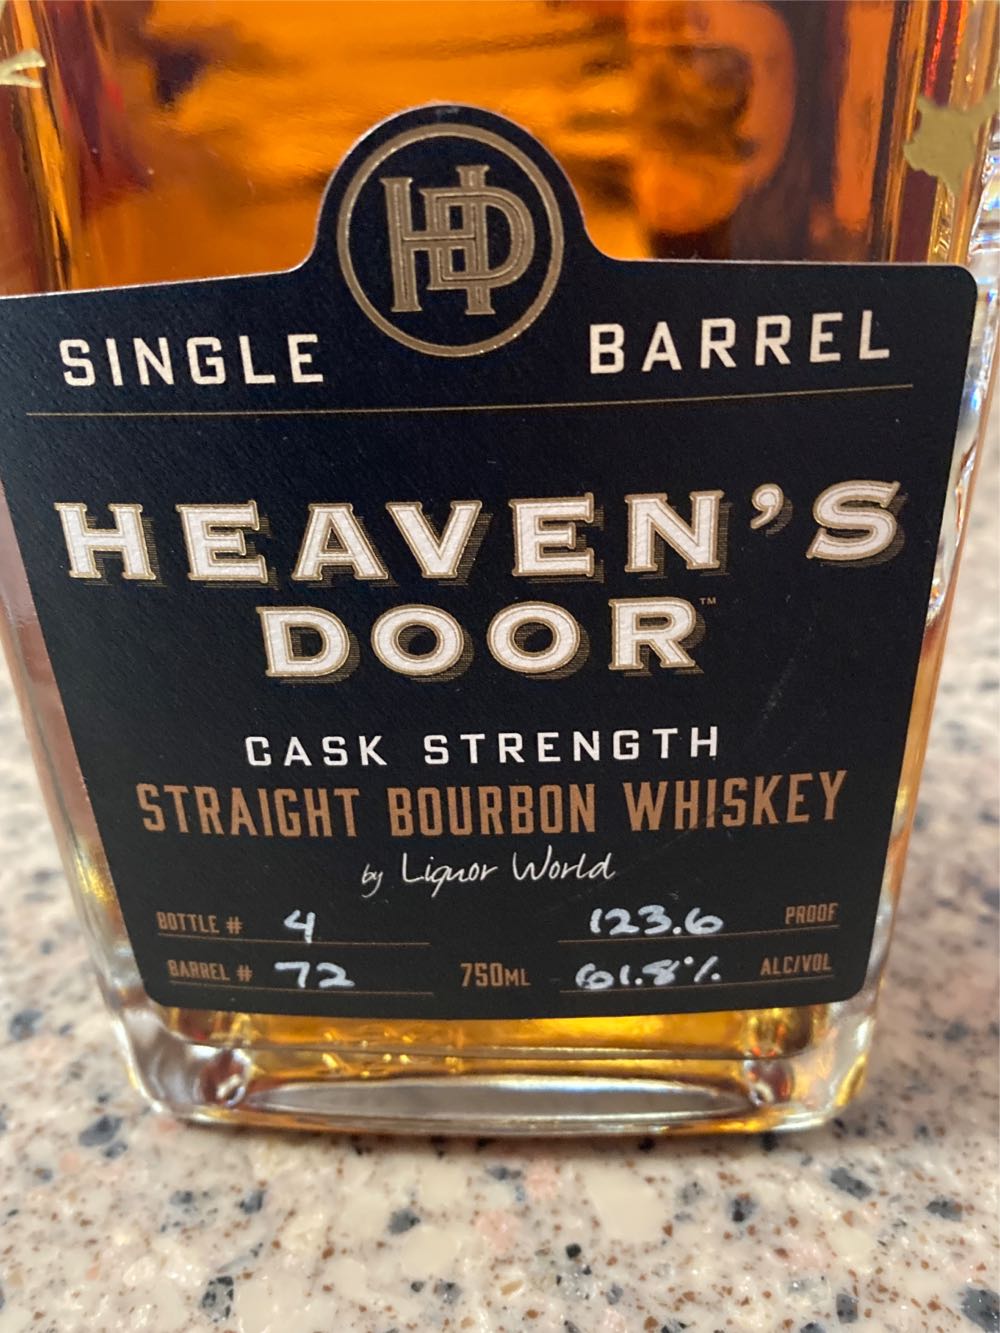 HD
SINGLE BARREL
HEAVEN'S
DOOR™
CASK STRENGTH
STRAIGHT BOURBON WHISKEY
by Liquor World
BOTTLE # 4 123.6 PROOF
BARREL # 72 750ML 61.8% ALC/VOL